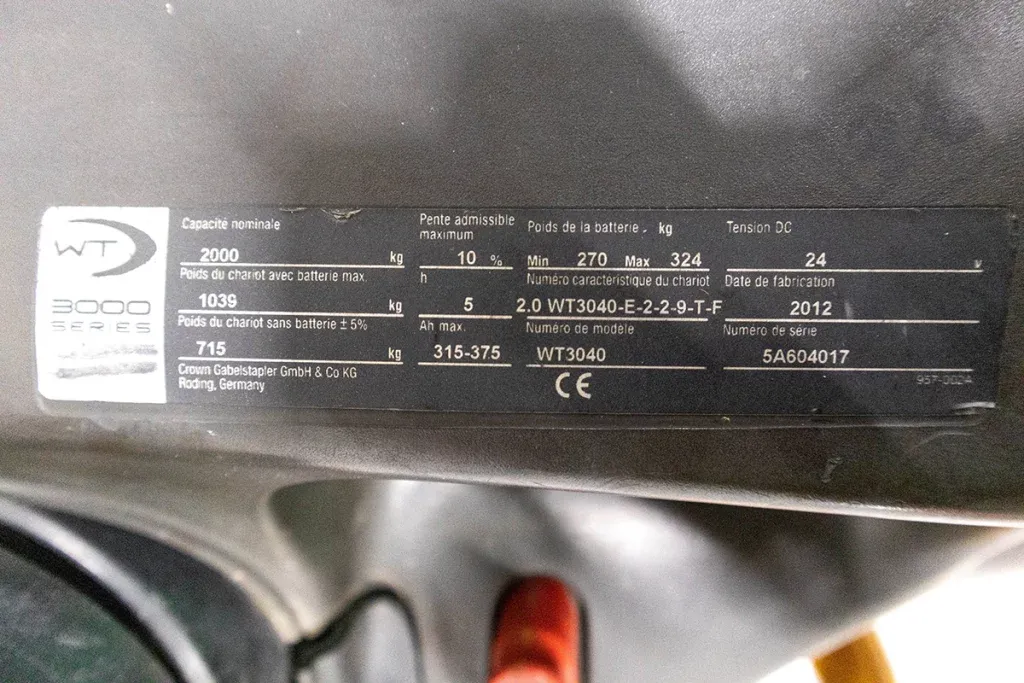 WT
3000
SERIES
Capacité nominale
2000 kg
Poids du chariot avec batterie max.
1039 kg
Poids du chariot sans batterie ± 5%
715 kg
Crown Gabelstapler GmbH & Co KG
Roding, Germany
Pente admissible
maximum
10 %
h
5
Ah max.
315-375
Poids de la batterie . kg
Min 270 Max 324
Numéro caractéristique du chariot
2.0 WT3040-E-2-2-9-T-F
Numéro de modèle
WT3040
CE
Tension DC
24 V
Date de fabrication
2012
Numéro de série
5A604017
957-002A